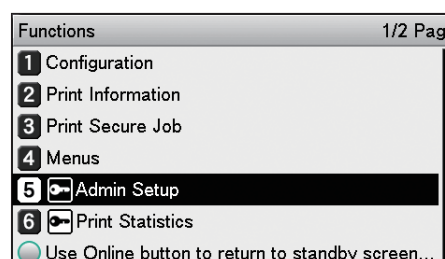 Functions 1/2 Pag
1 Configuration
2 Print Information
3 Print Secure Job
4 Menus
5 Admin Setup
6 Print Statistics
Use Online button to return to standby screen...